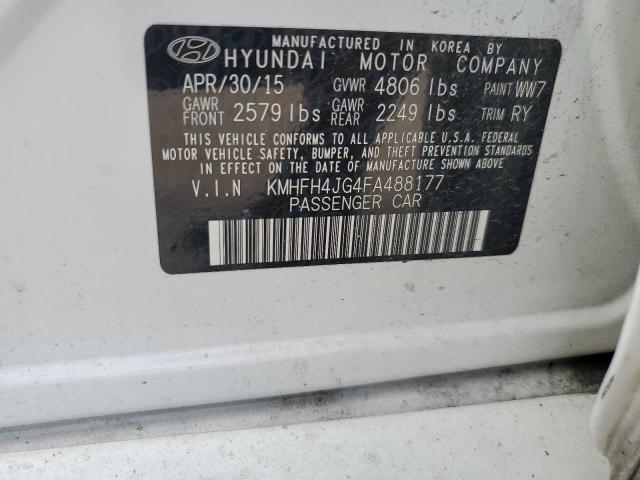 MANUFACTURED IN KOREA BY
HYUNDAI MOTOR COMPANY
APR/30/15 GVWR 4806 lbs PAINT WW7
GAWR FRONT 2579 lbs GAWR REAR 2249 lbs TRIM RY
THIS VEHICLE CONFORMS TO ALL APPLICABLE U.S.A. FEDERAL
MOTOR VEHICLE SAFETY, BUMPER, AND THEFT PREVENTION STANDARDS
IN EFFECT ON THE DATE OF MANUFACTURE SHOWN ABOVE.
V.I.N KMHFH4JG4FA488177
PASSENGER CAR